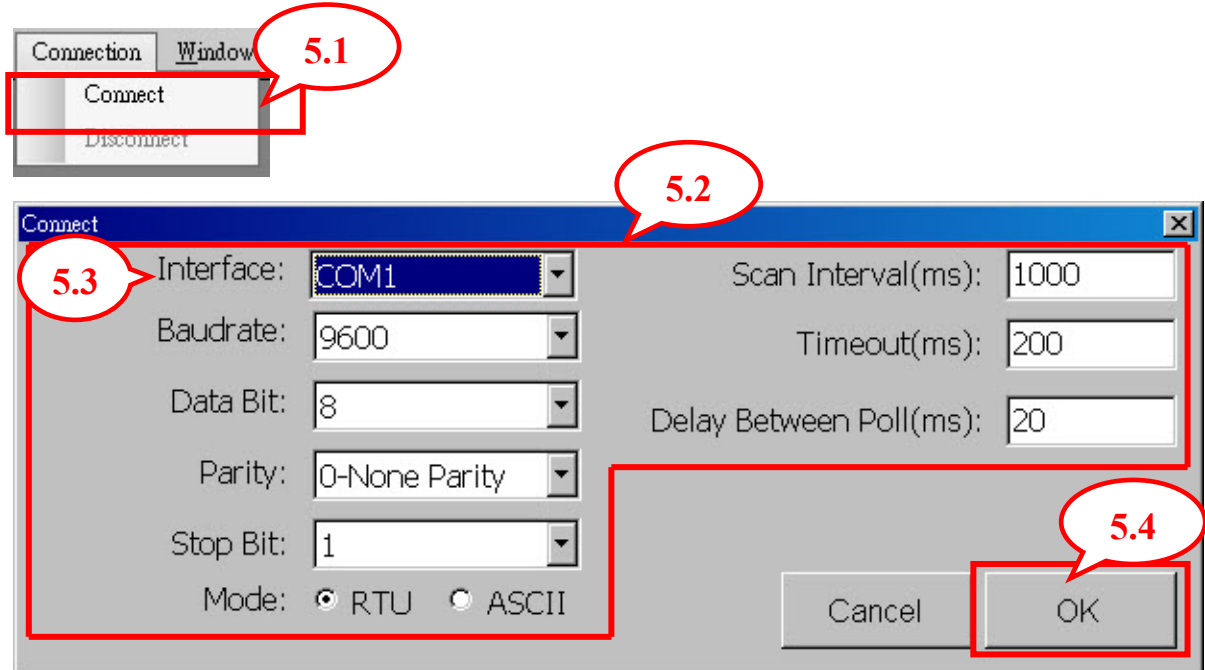 Connection Window 5.1
Connect
Disconnect
5.2
Connect
5.3 Interface: COM1 Scan Interval(ms): 1000
Baudrate: 9600 Timeout(ms): 200
Data Bit: 8 Delay Between Poll(ms): 20
Parity: 0-None Parity
Stop Bit: 1 5.4
Mode: RTU ASCII Cancel OK